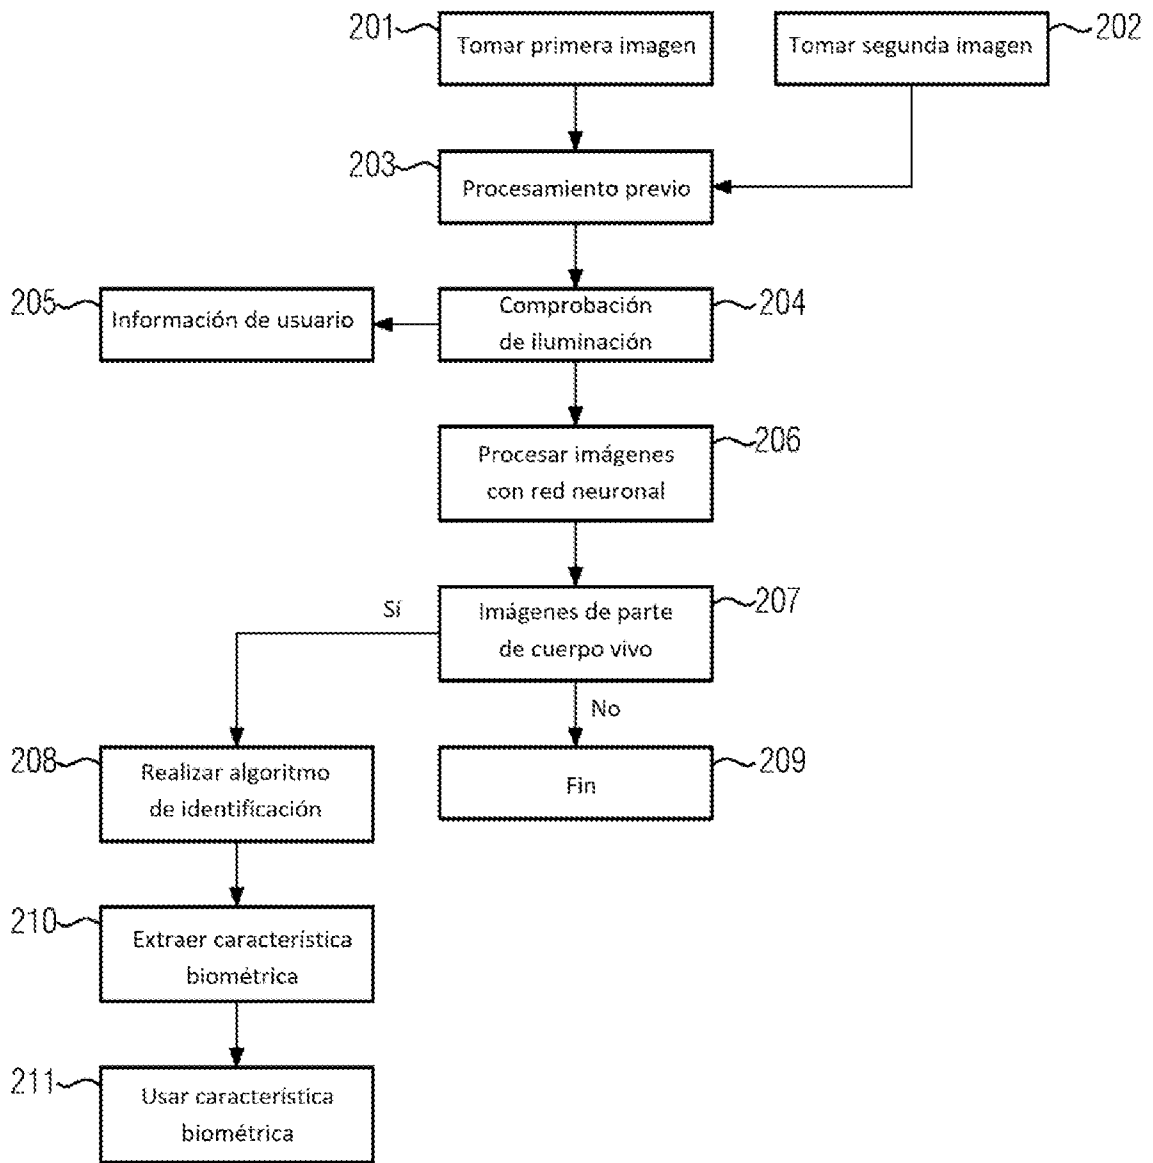 201
Tomar primera imagen
Tomar segunda imagen
202
203
Procesamiento previo
205
Información de usuario
Comprobación
de iluminación
204
Procesar imágenes
con red neuronal
206
Sí
Imágenes de parte
de cuerpo vivo
207
No
208
Realizar algoritmo
de identificación
Fin
209
210
Extraer característica
biométrica
211
Usar característica
biométrica